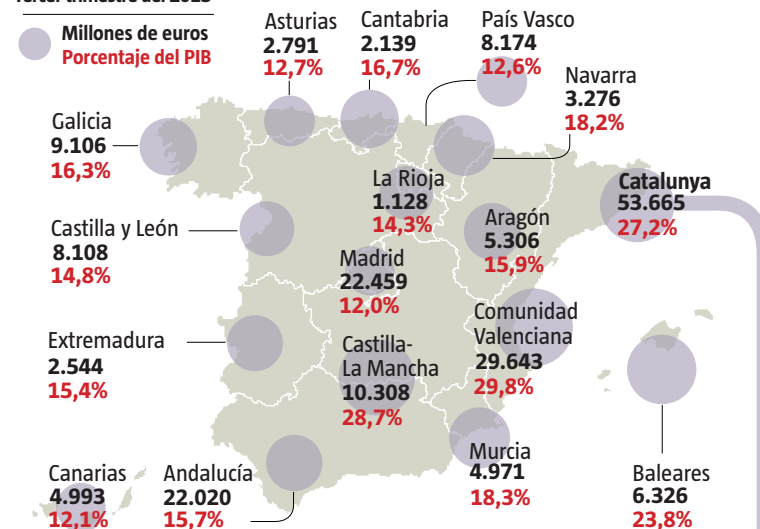 Tercer trimestre del 2013
Millones de euros
Porcentaje del PIB
Asturias
2.791
12,7%
Cantabria
2.139
16,7%
País Vasco
8.174
12,6%
Navarra
3.276
18,2%
Galicia
9.106
16,3%
La Rioja
1.128
14,3%
Catalunya
53.665
27,2%
Castilla y León
8.108
14,8%
Aragón
5.306
15,9%
Madrid
22.459
12,0%
Comunidad
Valenciana
29.643
29,8%
Extremadura
2.544
15,4%
Castilla-
La Mancha
10.308
28,7%
Murcia
4.971
18,3%
Baleares
6.326
23,8%
Canarias
4.993
12,1%
Andalucía
22.020
15,7%